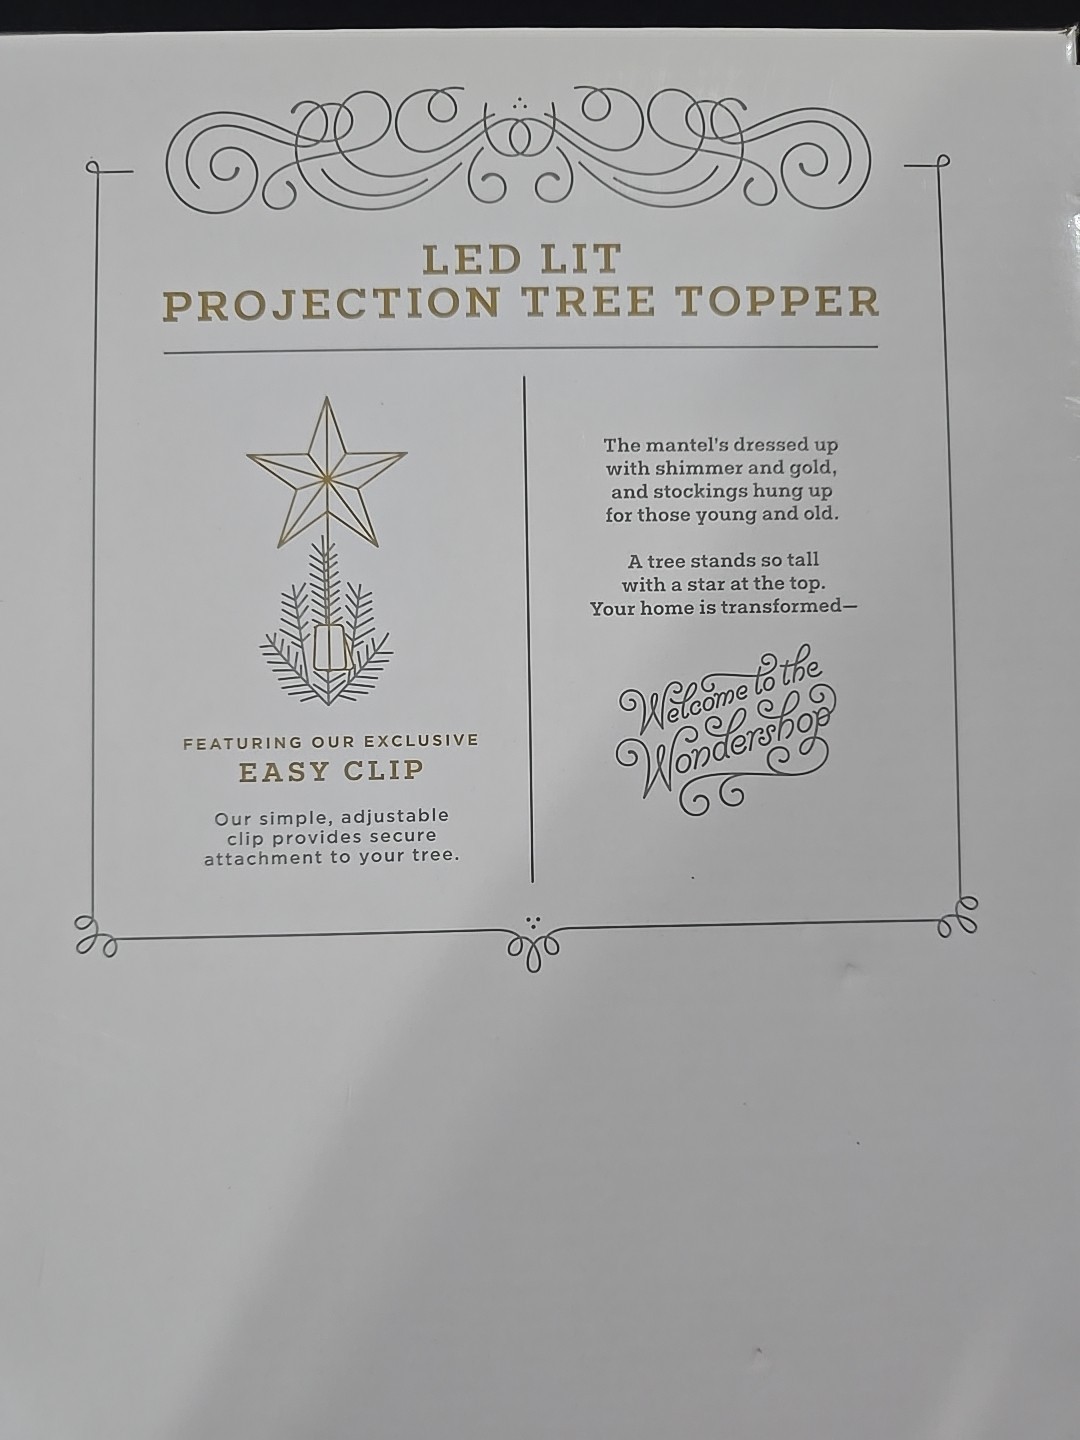 LED LIT
PROJECTION TREE TOPPER
FEATURING OUR EXCLUSIVE
EASY CLIP
Our simple, adjustable
clip provides secure
attachment to your tree.
The mantel's dressed up
with shimmer and gold,
and stockings hung up
for those young and old.
A tree stands so tall
with a star at the top.
Your home is transformed—
Welcome to the
Wondershop